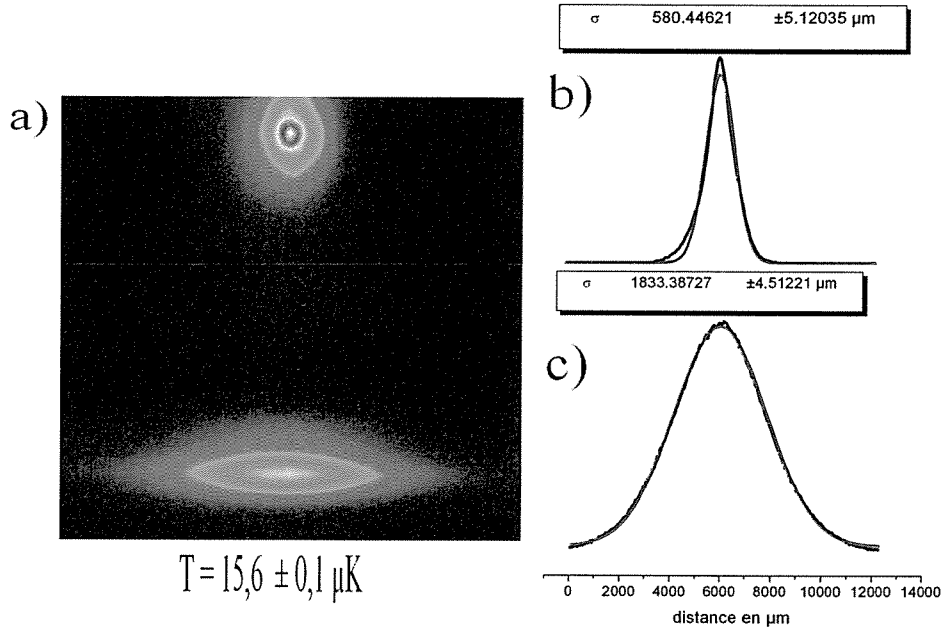 a)
T = 15,6 ± 0,1 µK
σ 580.44621 ±5.12035 µm
b)
σ 1833.38727 ±4.51221 µm
c)
0 2000 4000 6000 8000 10000 12000 14000
distance en µm